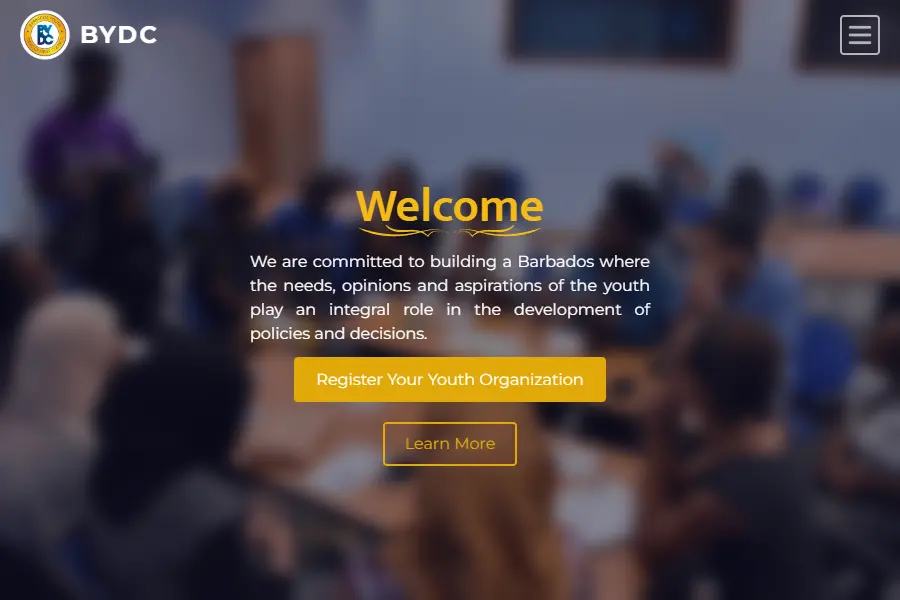 BYDC
BYDC
Welcome
We are committed to building a Barbados where
the needs, opinions and aspirations of the youth
play an integral role in the development of
policies and decisions.
Register Your Youth Organization
Learn More